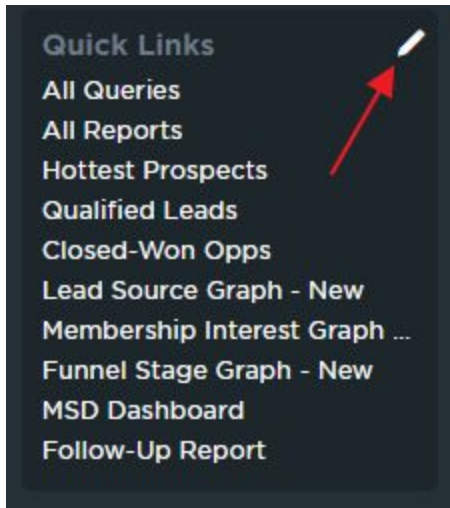 Quick Links
All Queries
All Reports
Hottest Prospects
Qualified Leads
Closed-Won Opps
Lead Source Graph - New
Membership Interest Graph ...
Funnel Stage Graph - New
MSD Dashboard
Follow-Up Report